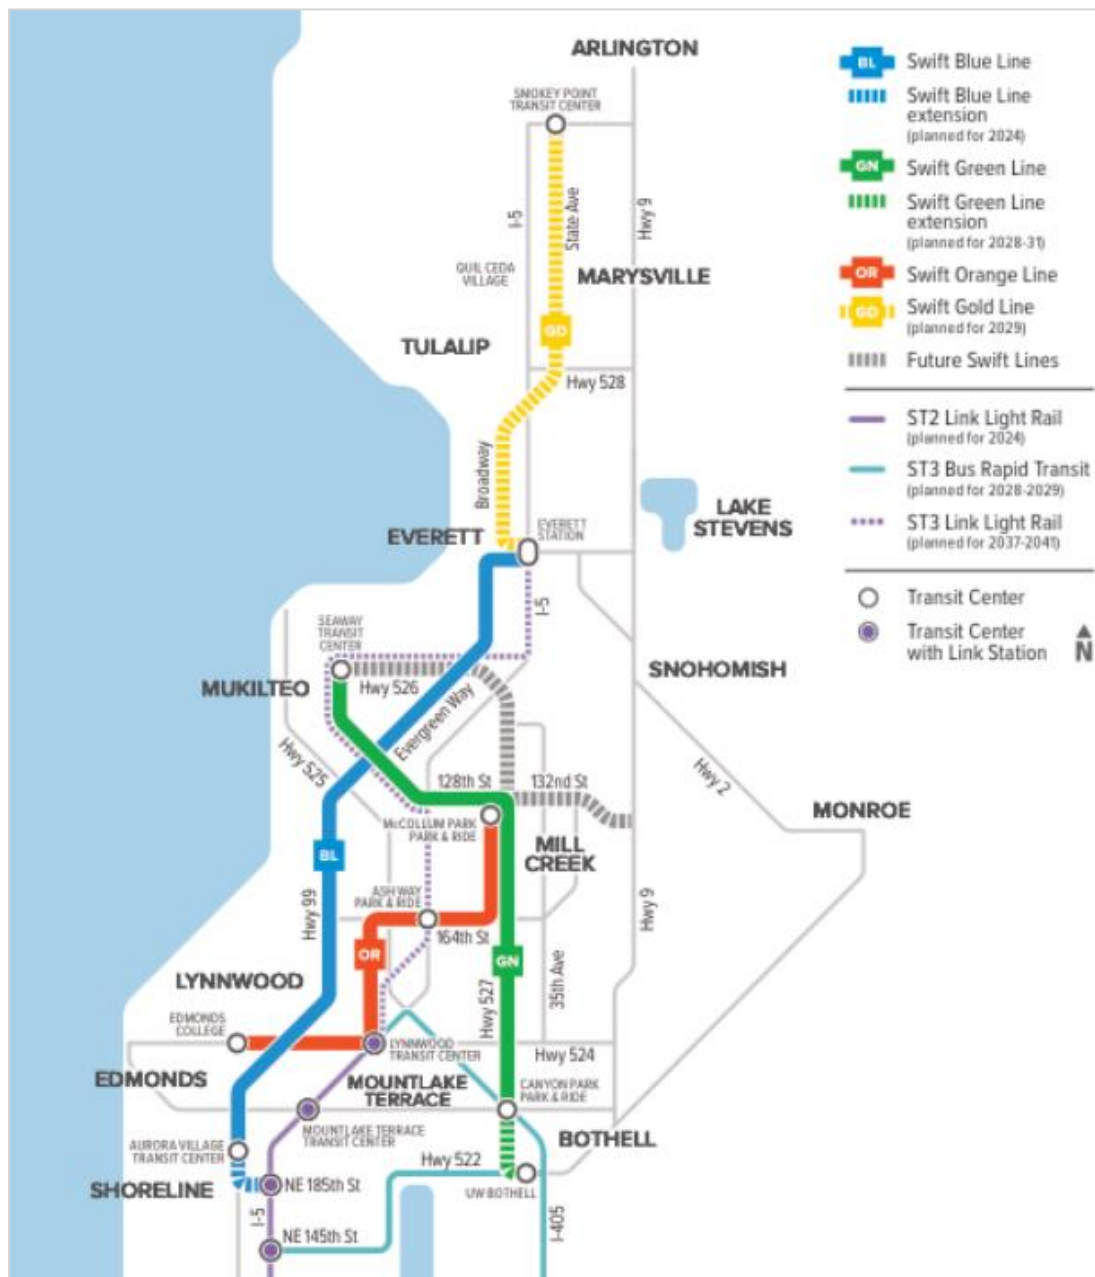 ARLINGTON
SMOKEY POINT
TRANSIT CENTER
I-5
State Ave
Hwy 9
QUIL CEDA
VILLAGE
MARYSVILLE
GD
TULALIP
Hwy 528
Broadway
LAKE
STEVENS
EVERETT
EVERETT
STATION
I-5
SEAWAY
TRANSIT
CENTER
SNOHOMISH
MUKILTEO
Hwy 526
Evergreen Way
Hwy 525
Hwy 2
128th St
132nd St
MONROE
McCOLLUM PARK
PARK & RIDE
MILL
CREEK
BL
ASH WAY
PARK & RIDE
Hwy 99
Hwy 9
164th St
OR
GN
LYNNWOOD
35th Ave
Hwy 527
EDMONDS
COLLEGE
LYNNWOOD
TRANSIT CENTER
Hwy 524
EDMONDS
MOUNTLAKE
TERRACE
CANYON PARK
PARK & RIDE
MOUNTLAKE TERRACE
TRANSIT CENTER
BOTHELL
AURORA VILLAGE
TRANSIT CENTER
Hwy 522
SHORELINE
NE 185th St
UW BOTHELL
I-5
NE 145th St
I-405
BL
Swift Blue Line
Swift Blue Line
extension
(planned for 2024)
GN
Swift Green Line
Swift Green Line
extension
(planned for 2028-31)
OR
Swift Orange Line
GD
Swift Gold Line
(planned for 2029)
Future Swift Lines
ST2 Link Light Rail
(planned for 2024)
ST3 Bus Rapid Transit
(planned for 2028-2029)
ST3 Link Light Rail
(planned for 2037-2041)
Transit Center
Transit Center
with Link Station
N